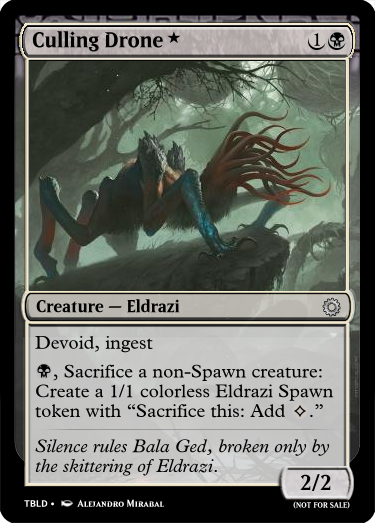 Culling Drone ★ 1
Creature — Eldrazi
Devoid, ingest
, Sacrifice a non-Spawn creature:
Create a 1/1 colorless Eldrazi Spawn
token with “Sacrifice this: Add .”
Silence rules Bala Ged, broken only by
the skittering of Eldrazi.
2/2
TBLD • Alejandro Mirabal
(NOT FOR SALE)